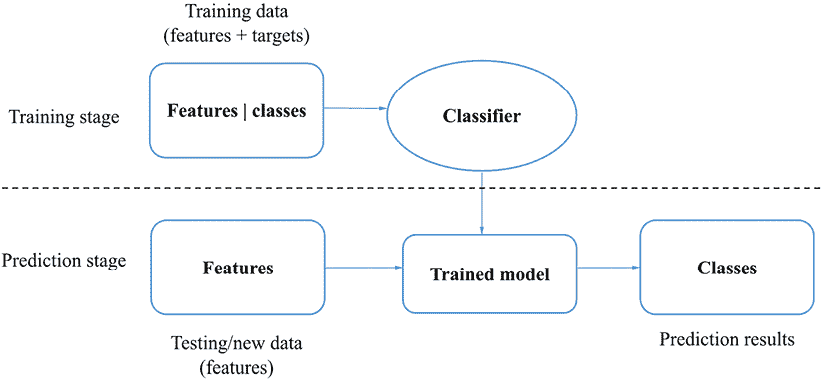 Training data
(features + targets)
Training stage
Features | classes
Classifier
Prediction stage
Features
Trained model
Classes
Testing/new data
(features)
Prediction results